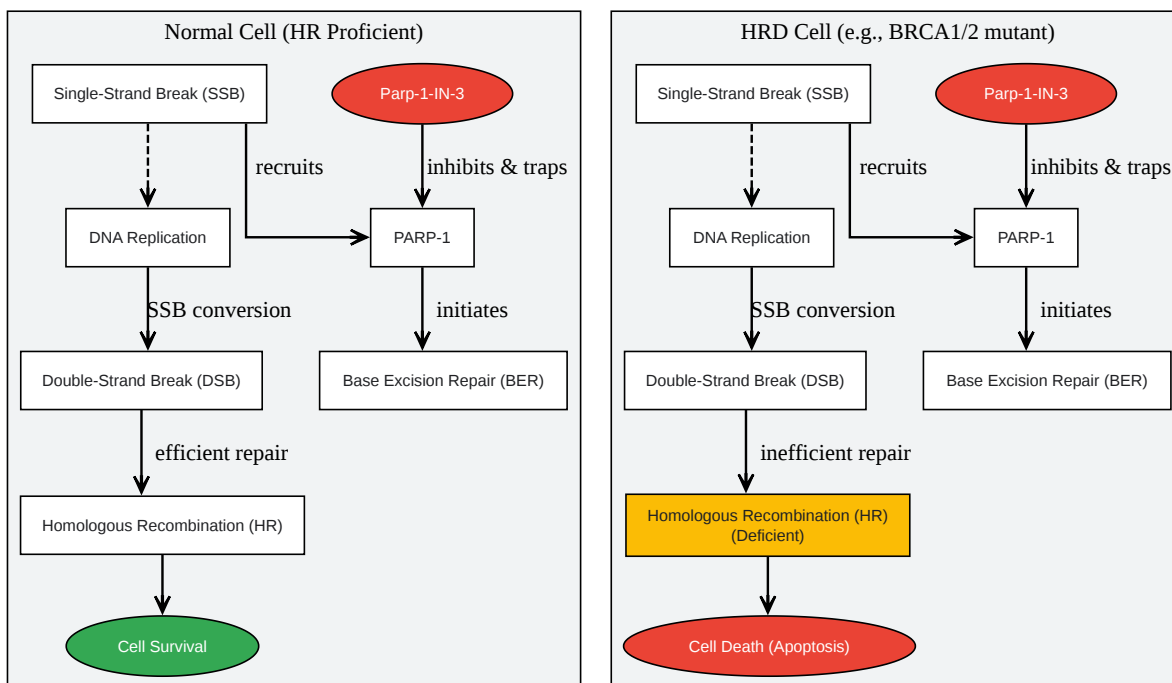 Normal Cell (HR Proficient)
Single-Strand Break (SSB)
Parp-1-IN-3
recruits
inhibits & traps
DNA Replication
PARP-1
SSB conversion
initiates
Double-Strand Break (DSB)
Base Excision Repair (BER)
efficient repair
Homologous Recombination (HR)
Cell Survival
HRD Cell (e.g., BRCA1/2 mutant)
Single-Strand Break (SSB)
Parp-1-IN-3
recruits
inhibits & traps
DNA Replication
PARP-1
SSB conversion
initiates
Double-Strand Break (DSB)
Base Excision Repair (BER)
inefficient repair
Homologous Recombination (HR)
(Deficient)
Cell Death (Apoptosis)